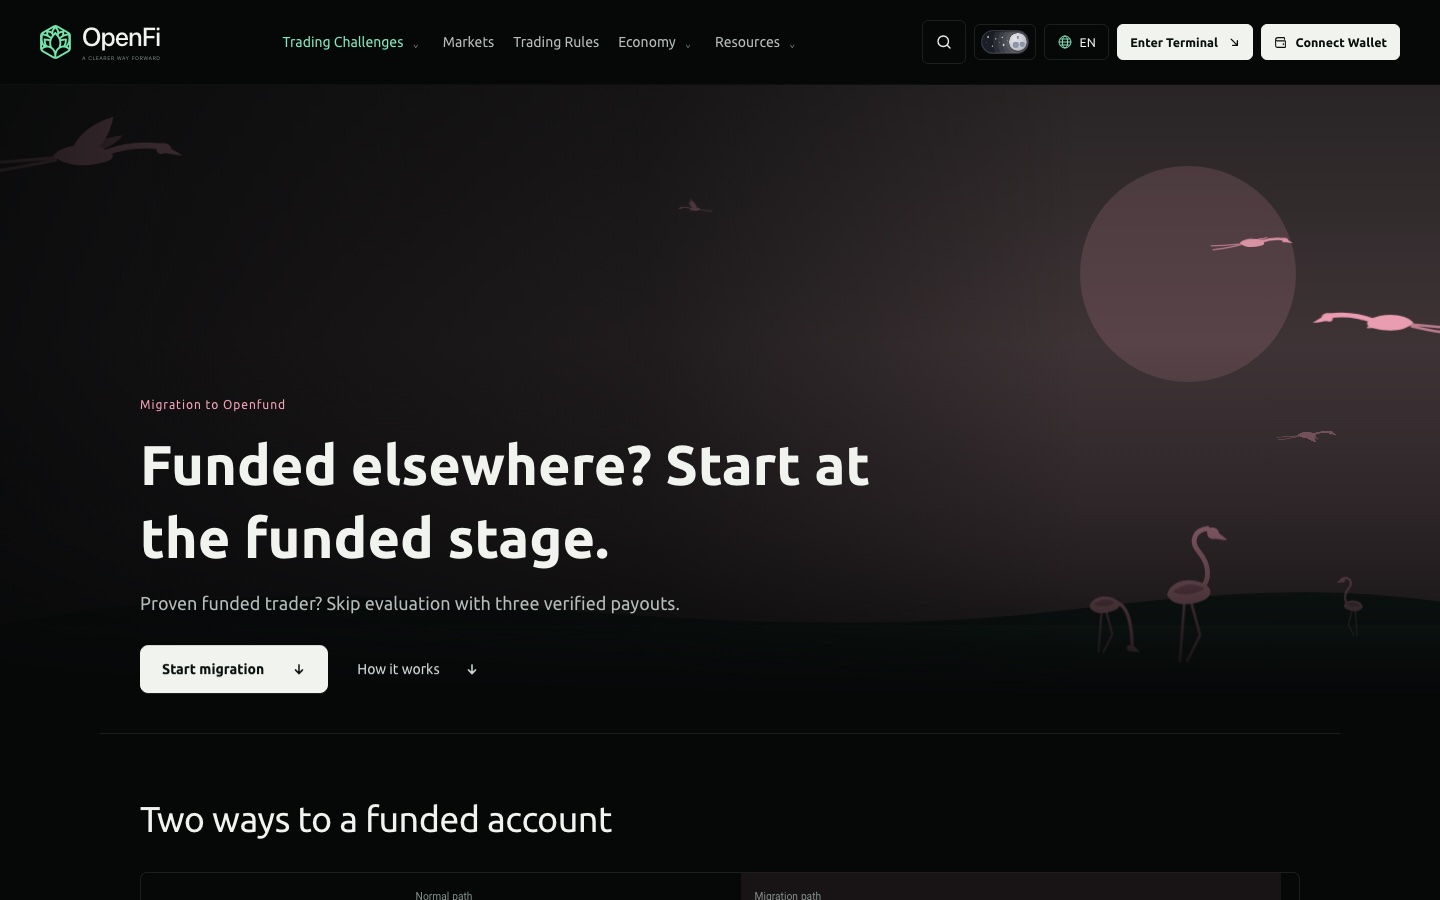 OpenFi
A CLEARER WAY FORWARD
Trading Challenges
Markets
Trading Rules
Economy
Resources
EN
Enter Terminal
Connect Wallet
Migration to Openfund
Funded elsewhere? Start at
the funded stage.
Proven funded trader? Skip evaluation with three verified payouts.
Start migration
How it works
Two ways to a funded account
Normal path
Migration path